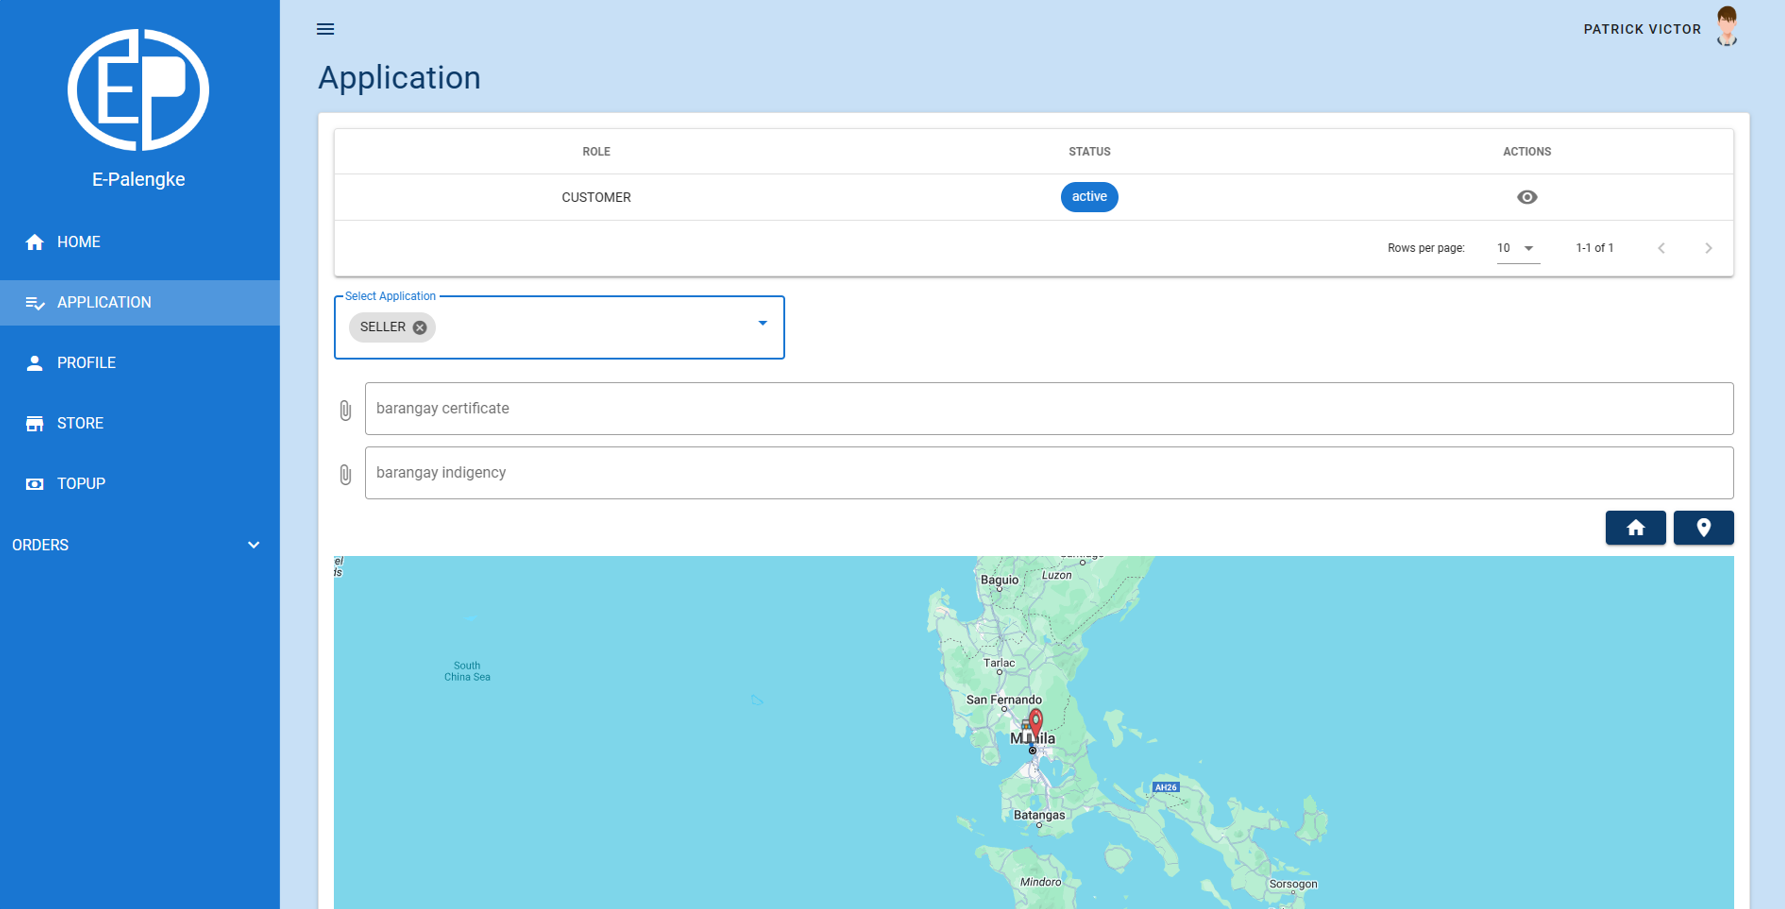 PATRICK VICTOR
EP
E-Palengke
HOME
APPLICATION
PROFILE
STORE
TOPUP
ORDERS
Application
ROLE STATUS ACTIONS
CUSTOMER active
Rows per page: 10 1-1 of 1
Select Application
SELLER
barangay certificate
barangay indigency
Baguio
Luzon
South
China Sea
Tarlac
San Fernando
Manila
AH26
Batangas
Mindoro
Sorsogon